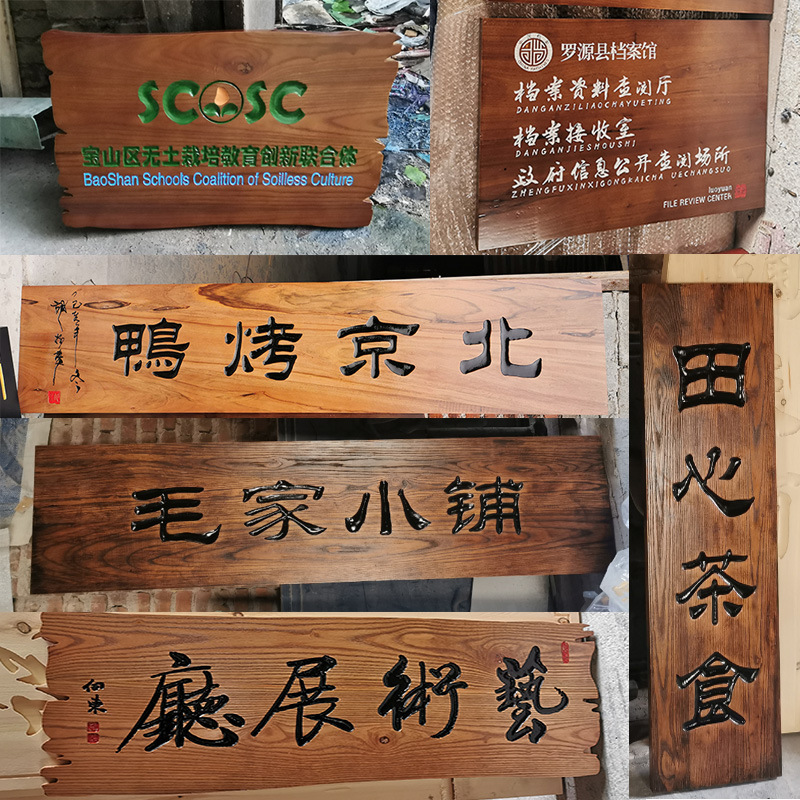 SCOSC
宝山区无土栽培教育创新联合体
BaoShan Schools Coalition of Soilless Culture
罗源县档案馆
档案资料查阅厅
DANGANZILIAOCHAYUETING
档案接收室
DANGANJIESHOUSHI
政府信息公开查阅场所
ZHENGFUXINXIGONGKAICHA UECHANGSUO
luoyuan
FILE REVIEW CENTER
北京烤鴨
毛家小铺
藝術展廳
田心茶食